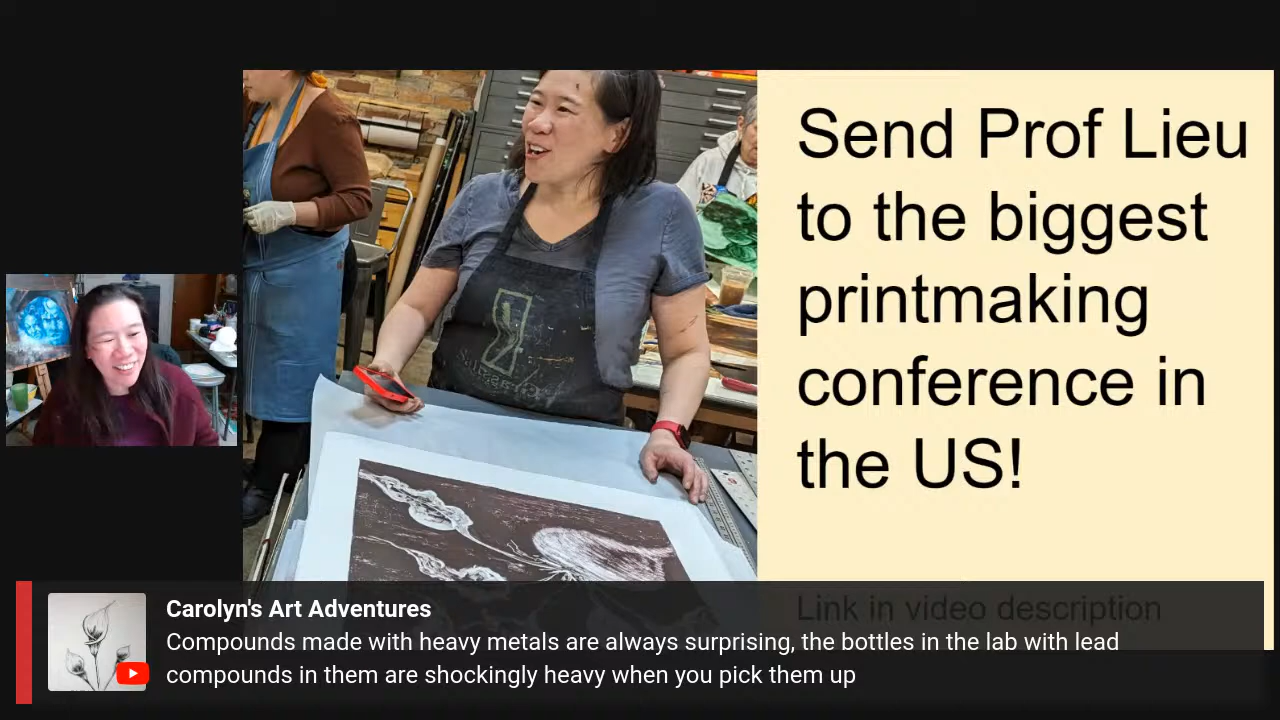 Send Prof Lieu
to the biggest
printmaking
conference in
the US!
Link in video description
Carolyn's Art Adventures
Compounds made with heavy metals are always surprising, the bottles in the lab with lead
compounds in them are shockingly heavy when you pick them up